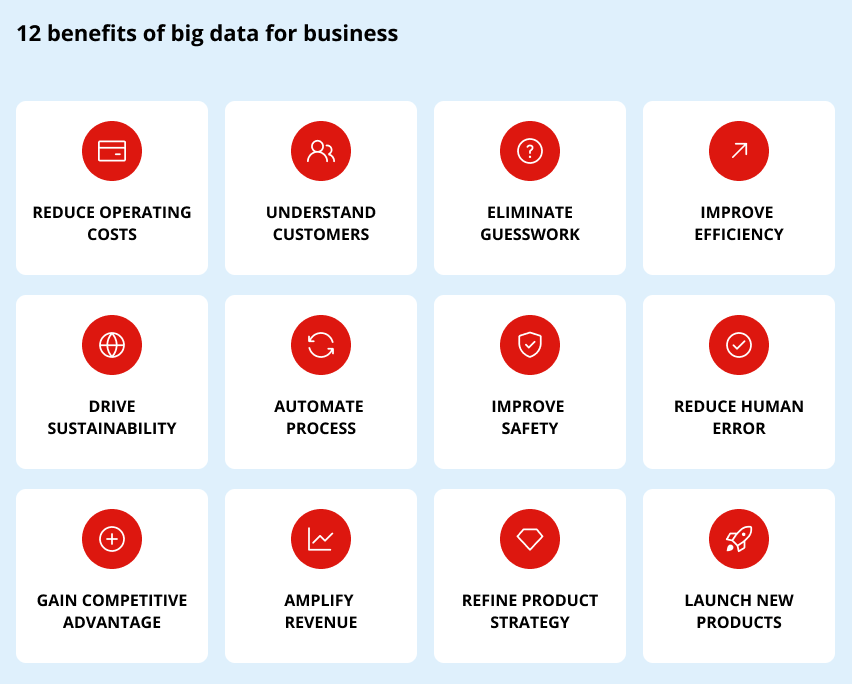 12 benefits of big data for business
REDUCE OPERATING
COSTS
UNDERSTAND
CUSTOMERS
ELIMINATE
GUESSWORK
IMPROVE
EFFICIENCY
DRIVE
SUSTAINABILITY
AUTOMATE
PROCESS
IMPROVE
SAFETY
REDUCE HUMAN
ERROR
GAIN COMPETITIVE
ADVANTAGE
AMPLIFY
REVENUE
REFINE PRODUCT
STRATEGY
LAUNCH NEW
PRODUCTS